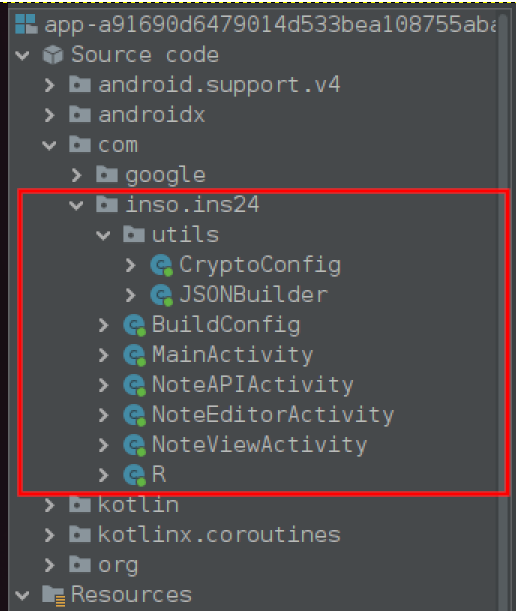 app-a91690d6479014d533bea108755aba
Source code
android.support.v4
androidx
com
google
inso.ins24
utils
CryptoConfig
JSONBuilder
BuildConfig
MainActivity
NoteAPIActivity
NoteEditorActivity
NoteViewActivity
R
kotlin
kotlinx.coroutines
org
Resources